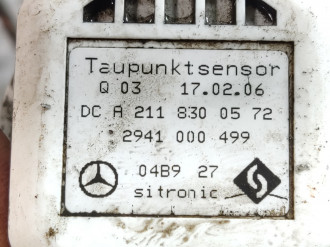 Taupunktsensor
Q 03 17.02.06
DC A 211 830 05 72
2941 000 499
04B9 27
sitronic